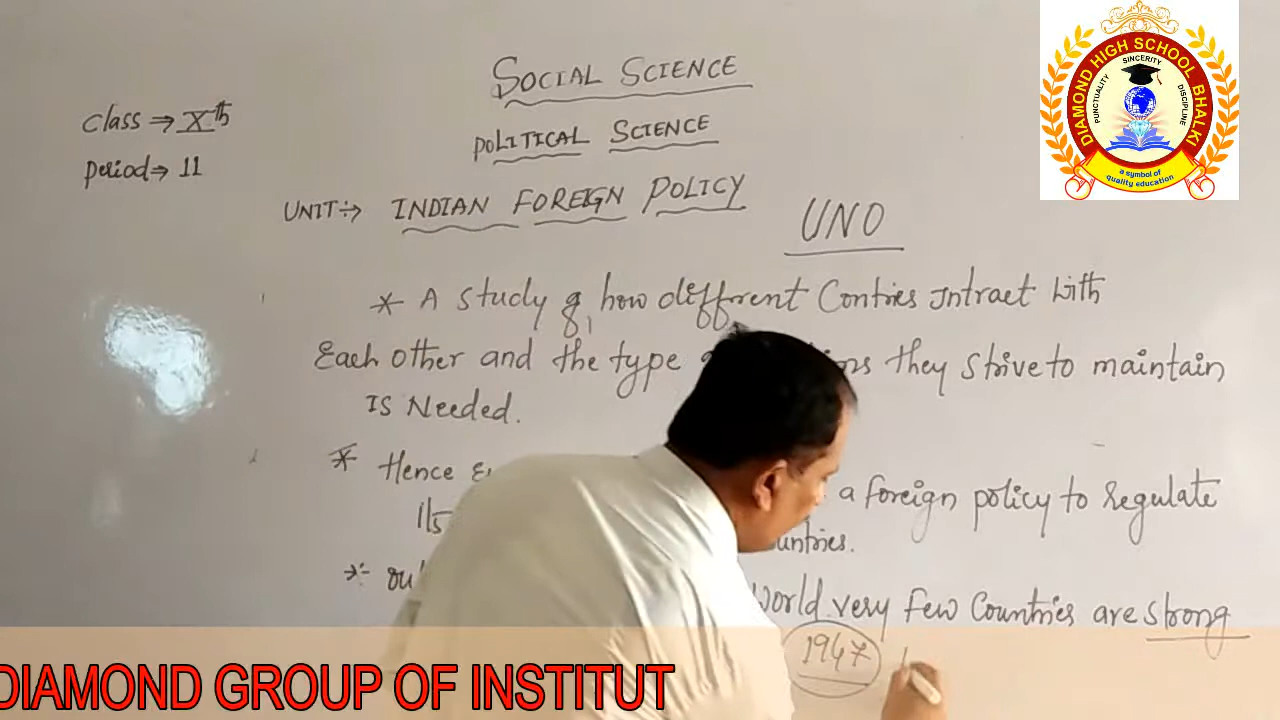 SOCIAL SCIENCE
Class ⇒ Xth
POLITICAL SCIENCE
Period ⇒ 11
UNIT ÷> INDIAN FOREIGN POLICY
UNO
* A study of how different Contries Intract with
Each other and the type they strive to maintain
IS Needed.
* Hence a foreign policy to regulate
its
world very few Countries are strong
1947
DIAMOND HIGH SCHOOL BHALKI
SINCERITY
PUNCTUALITY
DISCIPLINE
a symbol of
quality education
DIAMOND GROUP OF INSTITUT